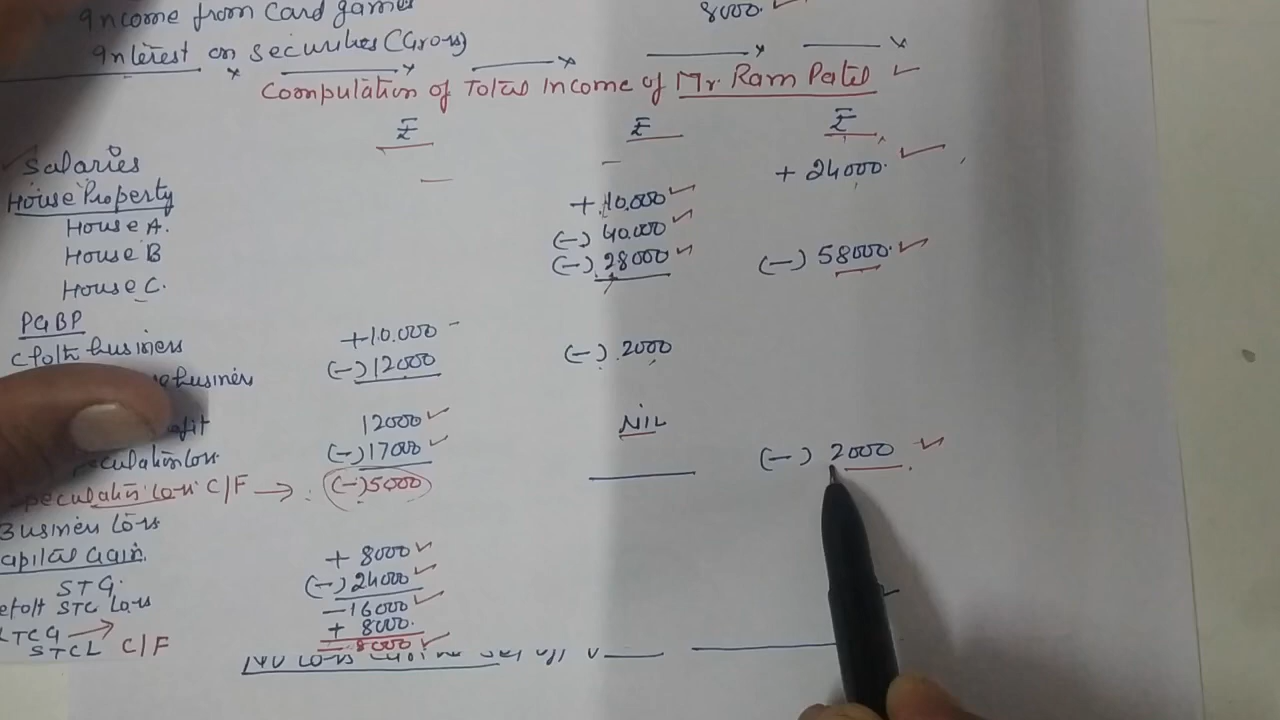 Income from Card games 8000.
Interest on securities (Gross)
Computation of Total Income of Mr. Ram Patel
₹ ₹ ₹
Salaries — — + 24000.
House Property
House A. + 10.000
House B (-) 40.000
House C. (-) 28000 (-) 58000.
PGBP
Cloth business +10.000
business (-) 12000 (-) 2000
12000 NIL
(-) 17000 (-) 2000
Speculation Loss C/F → (-) 5000
Business Loss
Capital Gain.
STG. + 8000
STC Loss (-) 24000
LTCG → - 16000
STCL C/F + 8000.
- 8000